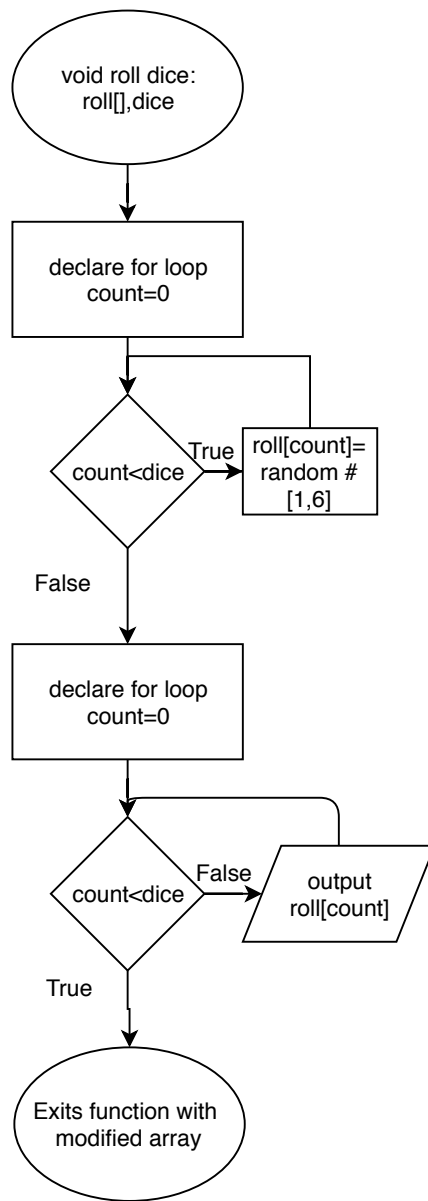 void roll dice:
roll[],dice
declare for loop
count=0
count<dice
True
roll[count]=
random #
[1,6]
False
declare for loop
count=0
count<dice
False
output
roll[count]
True
Exits function with
modified array